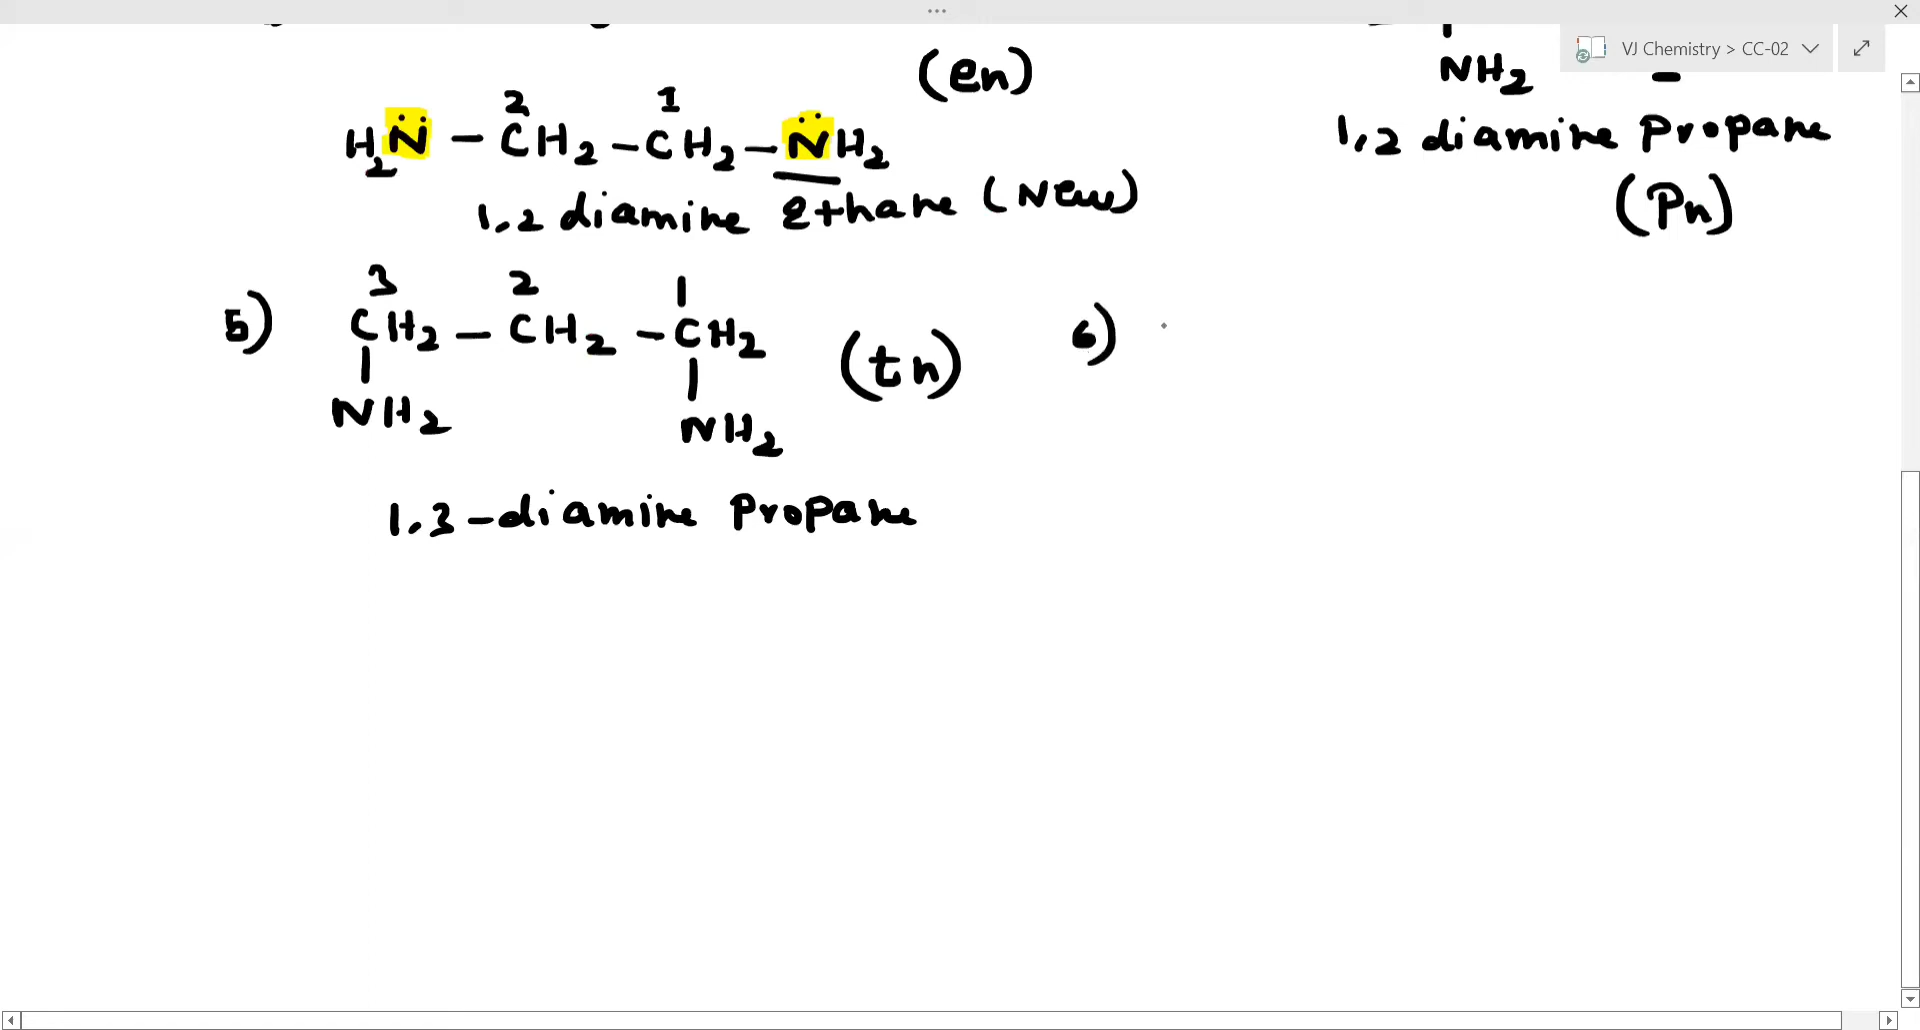 VJ Chemistry > CC-02
(en)
NH2
2 1
H2N - CH2 - CH2 - NH2
1,2 diamine Ethane (New)
1,2 diamine Propane
(Pn)
3 2 1
5) CH2 - CH2 - CH2 (tn)
NH2 NH2
1,3-diamine Propane
6)